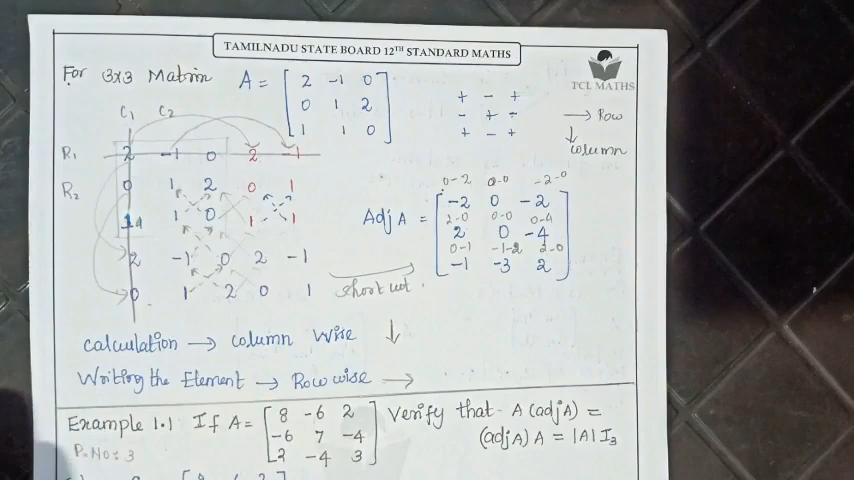 TAMILNADU STATE BOARD 12TH STANDARD MATHS
TCL MATHS
For 3x3 Matrix A = [ 2 -1 0
0 1 2
1 1 0 ]
+ - +
- + -
+ - +
→ Row
↓ column
C1 C2
R1 2 -1 0 2 -1
R2 0 1 2 0 1
1 1 0 1 1
2 -1 0 2 -1
0 1 2 0 1
Adj A = [
0-2 0-0 -2-0
-2 0 -2
2-0 0-0 0-4
2 0 -4
0-1 -1-2 2-0
-1 -3 2 ]
short cut.
calculation → column wise ↓
Writing the Element → Row wise →
Example 1.1 If A = [ 8 -6 2
-6 7 -4
2 -4 3 ] Verify that A(adjA) =
(adjA) A = |A| I3
P.No: 3